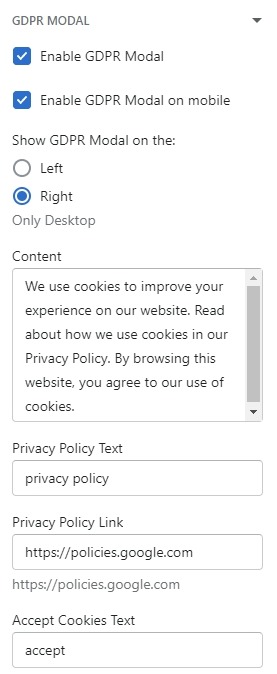 GDPR MODAL
Enable GDPR Modal
Enable GDPR Modal on mobile
Show GDPR Modal on the:
Left
Right
Only Desktop
Content
We use cookies to improve your
experience on our website. Read
about how we use cookies in our
Privacy Policy. By browsing this
website, you agree to our use of
cookies.
Privacy Policy Text
privacy policy
Privacy Policy Link
https://policies.google.com
https://policies.google.com
Accept Cookies Text
accept